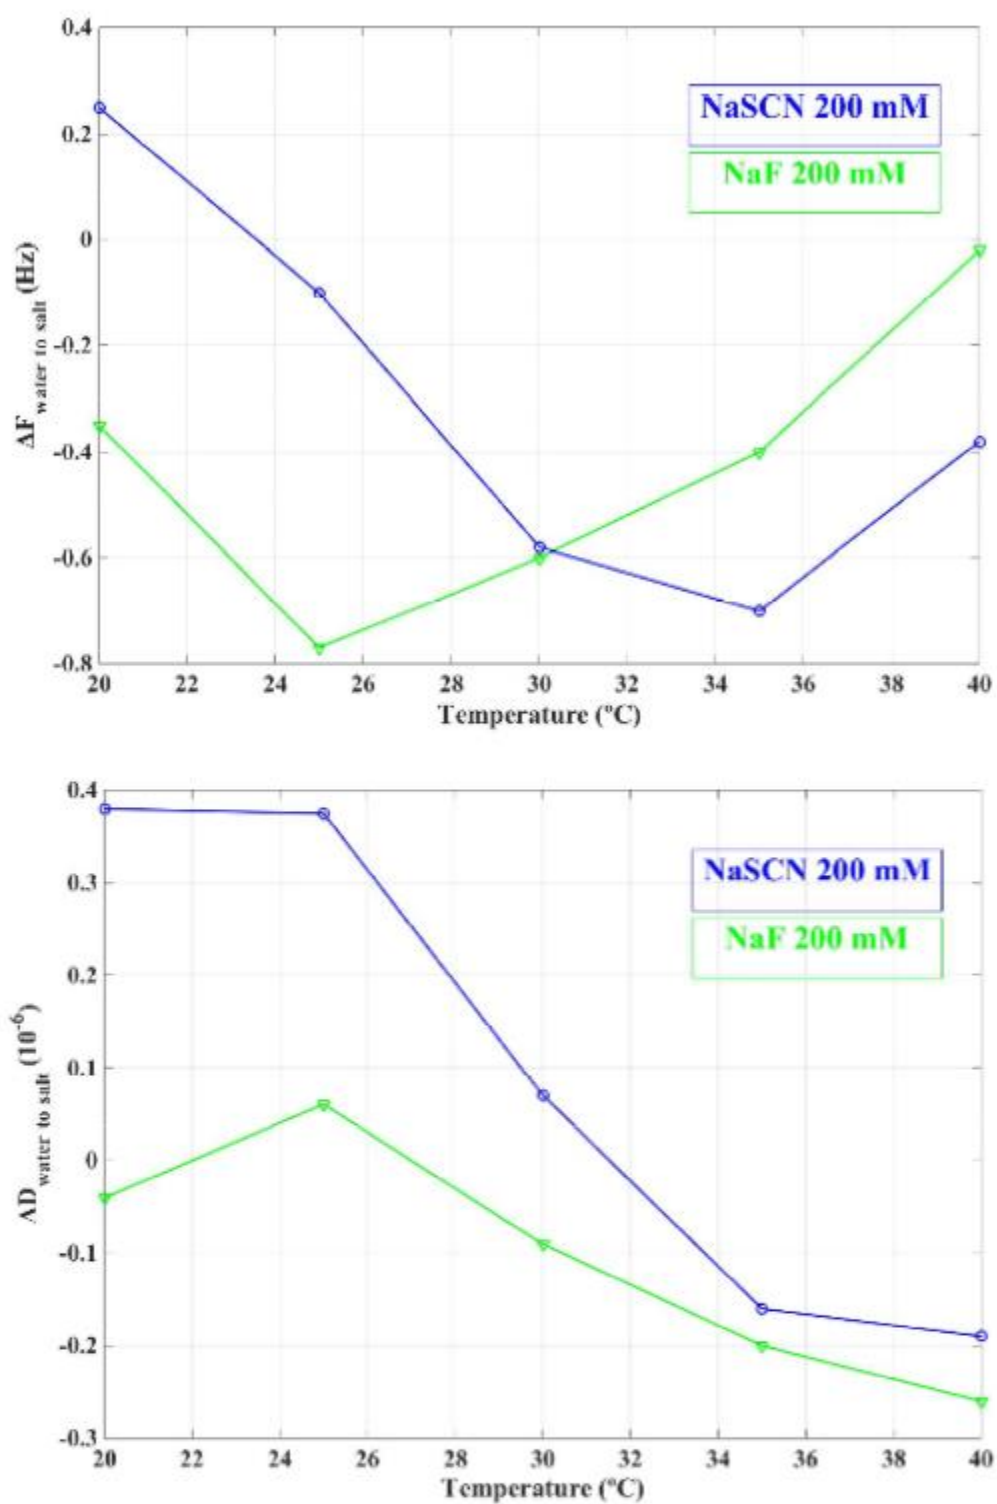 0.4
NaSCN 200 mM
0.2
NaF 200 mM
0
ΔF water to salt (Hz)
-0.2
-0.4
-0.6
-0.8
20 22 24 26 28 30 32 34 36 38 40
Temperature (ºC)
0.4
NaSCN 200 mM
0.3
NaF 200 mM
0.2
ΔD water to salt (10-6)
0.1
0
-0.1
-0.2
-0.3
20 22 24 26 28 30 32 34 36 38 40
Temperature (ºC)